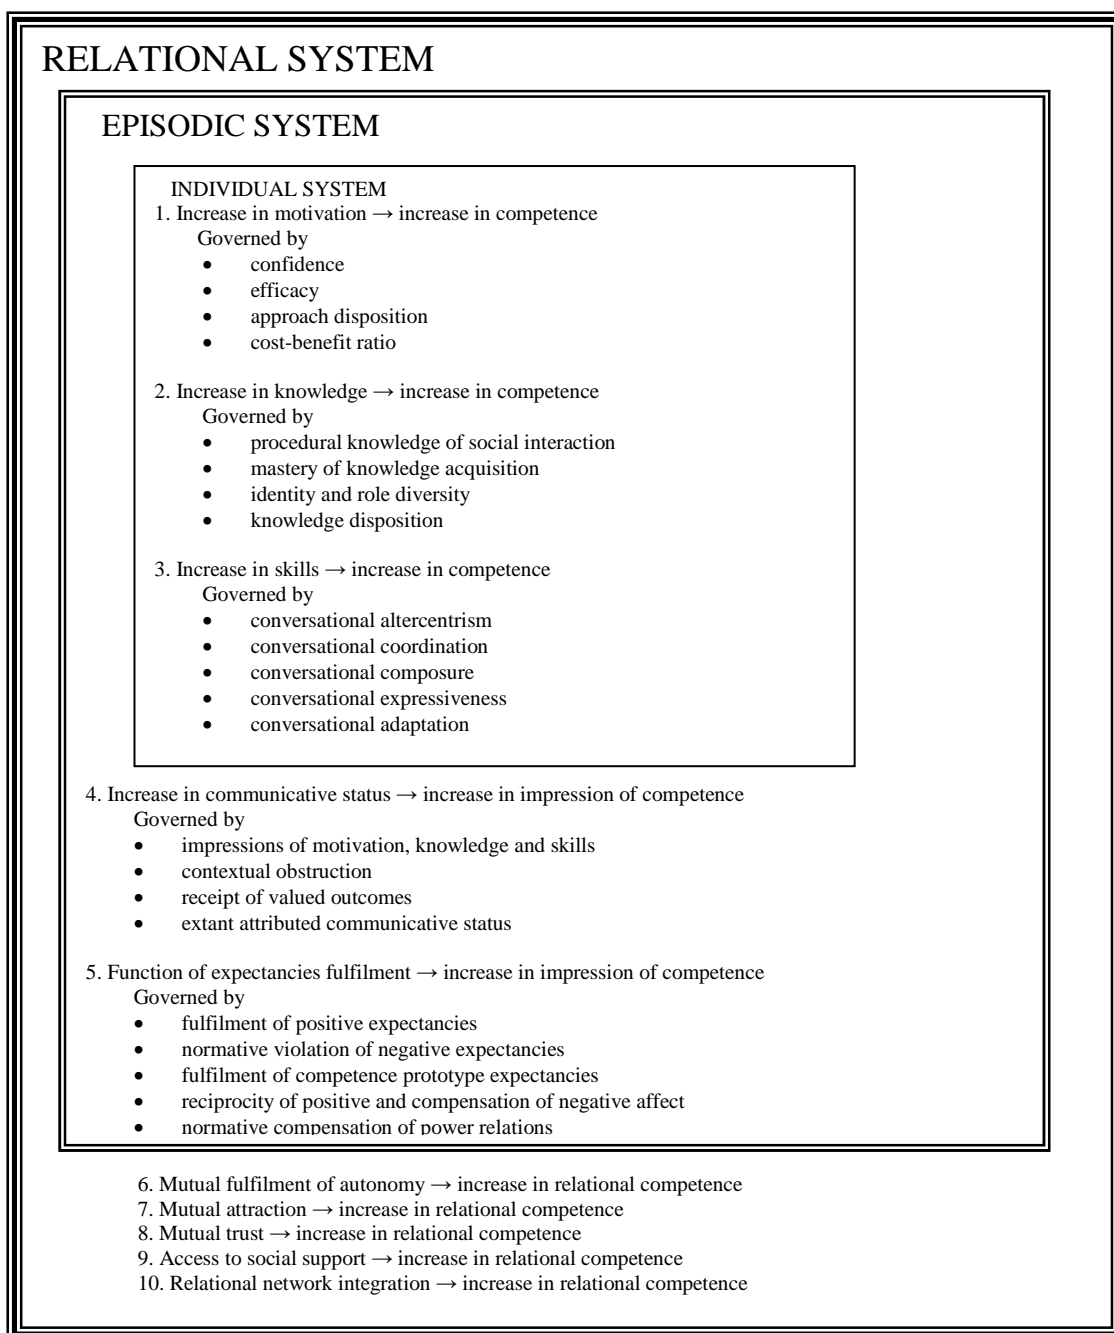 RELATIONAL SYSTEM
EPISODIC SYSTEM
INDIVIDUAL SYSTEM
1. Increase in motivation → increase in competence
Governed by
• confidence
• efficacy
• approach disposition
• cost-benefit ratio
2. Increase in knowledge → increase in competence
Governed by
• procedural knowledge of social interaction
• mastery of knowledge acquisition
• identity and role diversity
• knowledge disposition
3. Increase in skills → increase in competence
Governed by
• conversational altercentrism
• conversational coordination
• conversational composure
• conversational expressiveness
• conversational adaptation
4. Increase in communicative status → increase in impression of competence
Governed by
• impressions of motivation, knowledge and skills
• contextual obstruction
• receipt of valued outcomes
• extant attributed communicative status
5. Function of expectancies fulfilment → increase in impression of competence
Governed by
• fulfilment of positive expectancies
• normative violation of negative expectancies
• fulfilment of competence prototype expectancies
• reciprocity of positive and compensation of negative affect
• normative compensation of power relations
6. Mutual fulfilment of autonomy → increase in relational competence
7. Mutual attraction → increase in relational competence
8. Mutual trust → increase in relational competence
9. Access to social support → increase in relational competence
10. Relational network integration → increase in relational competence